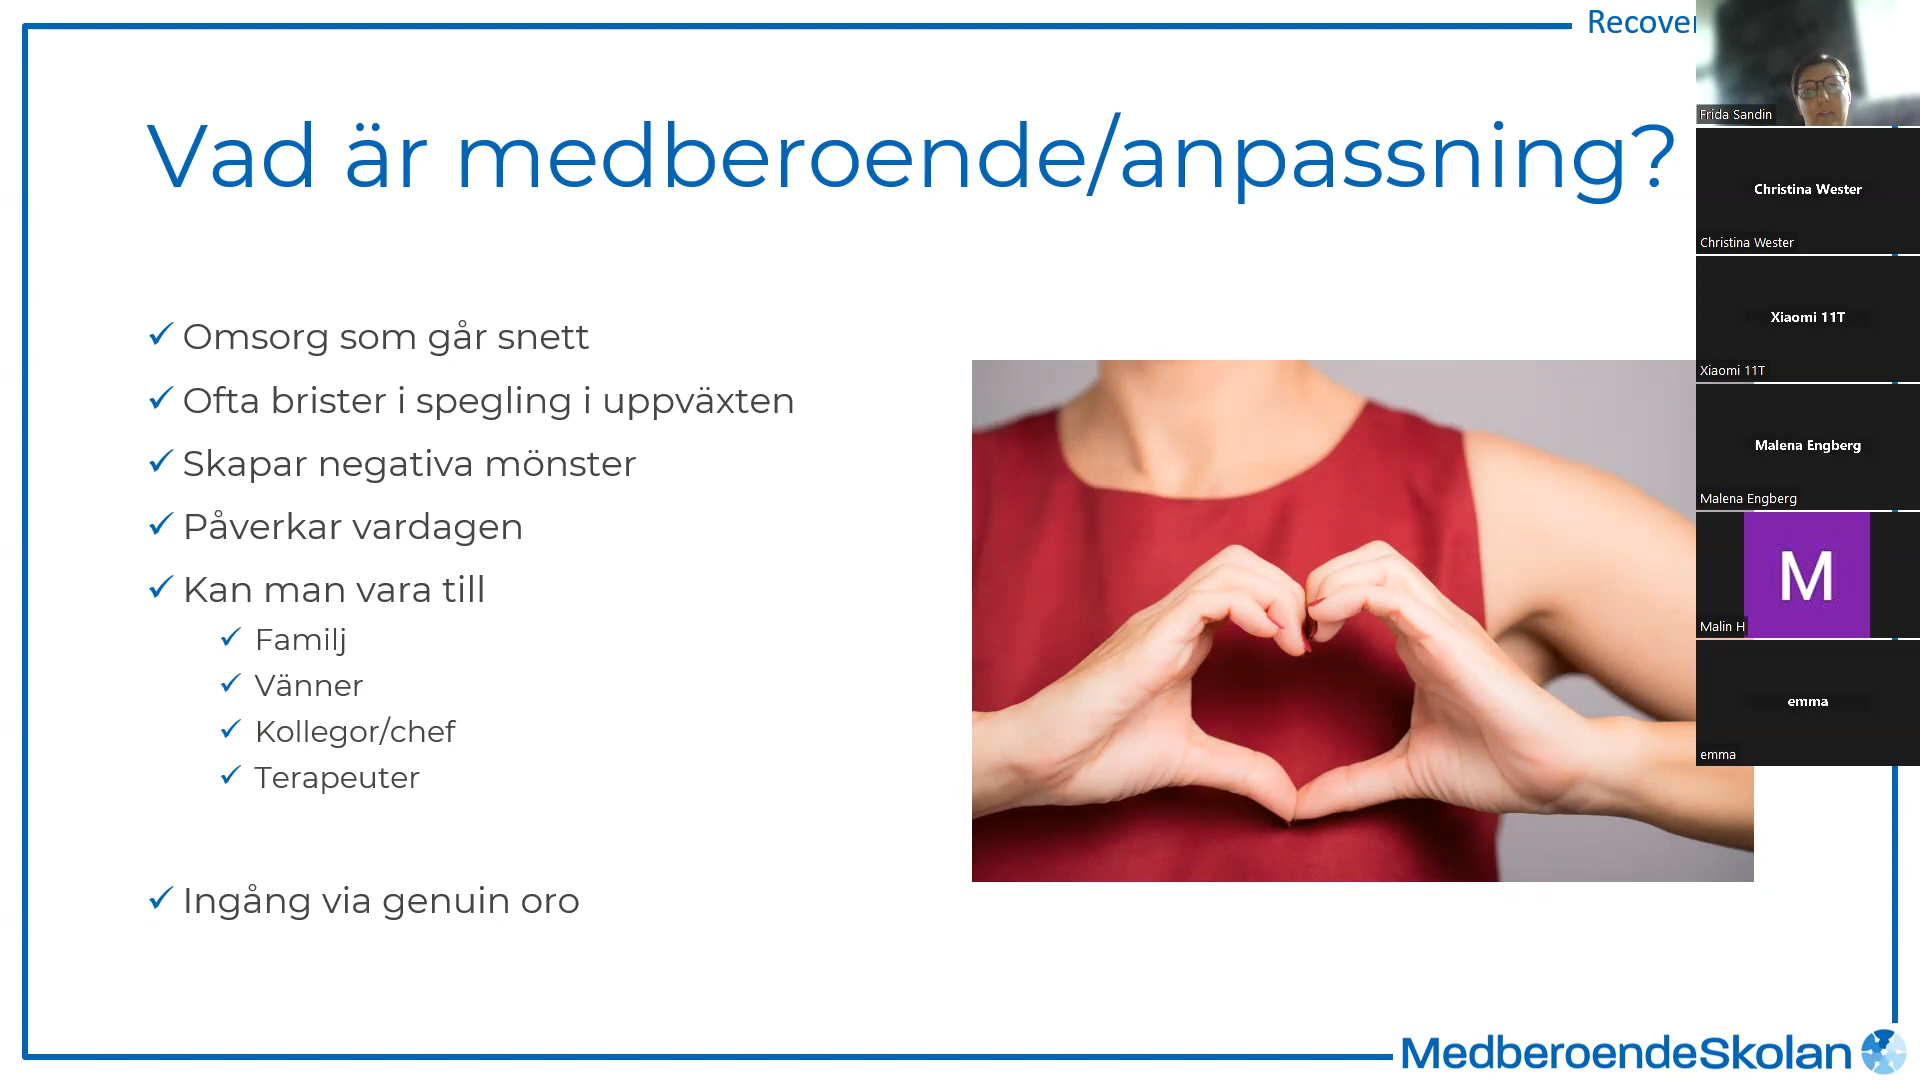 Recover
Vad är medberoende/anpassning?
✓ Omsorg som går snett
✓ Ofta brister i spegling i uppväxten
✓ Skapar negativa mönster
✓ Påverkar vardagen
✓ Kan man vara till
✓ Familj
✓ Vänner
✓ Kollegor/chef
✓ Terapeuter
✓ Ingång via genuin oro
MedberoendeSkolan
Frida Sandin
Christina Wester
Christina Wester
Xiaomi 11T
Xiaomi 11T
Malena Engberg
Malena Engberg
M
Malin H
emma
emma